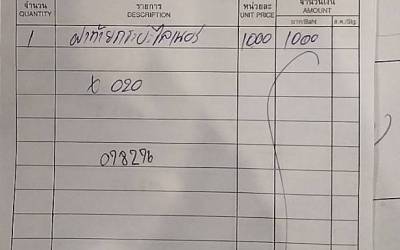 จำนวน รายการ หน่วยละ จำนวนเงิน
QUANTITY DESCRIPTION UNIT PRICE AMOUNT
บาท/Baht ส.ต./Stg.
1 ฝาท้ายกระบะไลเนอร์ 1000 1000
X 020
098296